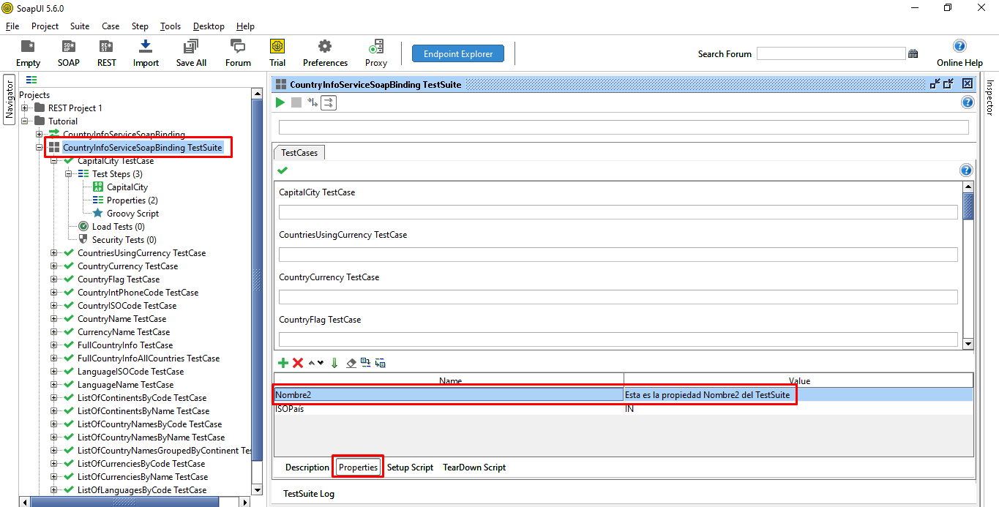 SoapUI 5.6.0
File Project Suite Case Step Tools Desktop Help
Empty SOAP REST Import Save All Forum Trial Preferences Proxy Endpoint Explorer Search Forum Online Help
Navigator
Projects
REST Project 1
Tutorial
CountryInfoServiceSoapBinding
CountryInfoServiceSoapBinding TestSuite
CapitalCity TestCase
Test Steps (3)
CapitalCity
Properties (2)
Groovy Script
Load Tests (0)
Security Tests (0)
CountriesUsingCurrency TestCase
CountryCurrency TestCase
CountryFlag TestCase
CountryIntPhoneCode TestCase
CountryISOCode TestCase
CountryName TestCase
CurrencyName TestCase
FullCountryInfo TestCase
FullCountryInfoAllCountries TestCase
LanguageISOCode TestCase
LanguageName TestCase
ListOfContinentsByCode TestCase
ListOfContinentsByName TestCase
ListOfCountryNamesByCode TestCase
ListOfCountryNamesByName TestCase
ListOfCountryNamesGroupedByContinent Tes
ListOfCurrenciesByCode TestCase
ListOfCurrenciesByName TestCase
ListOfLanguagesByCode TestCase
CountryInfoServiceSoapBinding TestSuite
TestCases
CapitalCity TestCase
CountriesUsingCurrency TestCase
CountryCurrency TestCase
CountryFlag TestCase
Name Value
Nombre2 Esta es la propiedad Nombre2 del TestSuite
ISOPaís IN
Description Properties Setup Script TearDown Script
TestSuite Log
Inspector